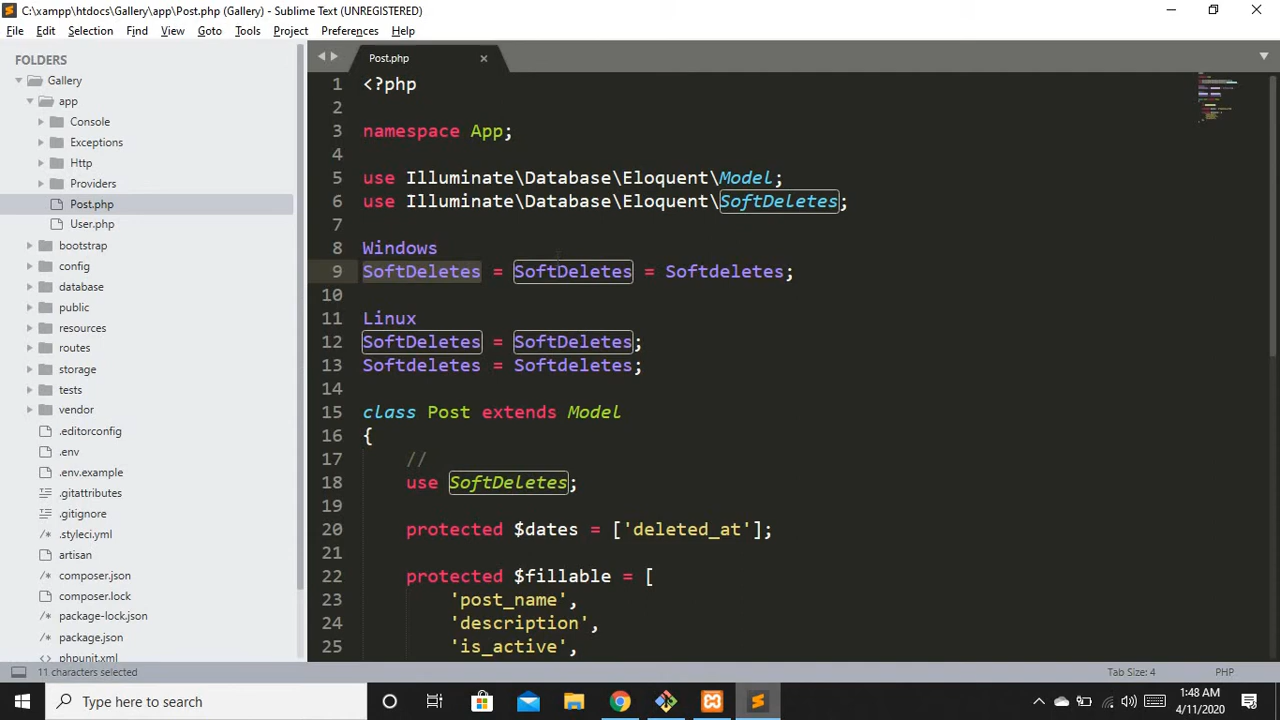 C:\xampp\htdocs\Gallery\app\Post.php (Gallery) - Sublime Text (UNREGISTERED)
File Edit Selection Find View Goto Tools Project Preferences Help
FOLDERS
Gallery
app
Console
Exceptions
Http
Providers
Post.php
User.php
bootstrap
config
database
public
resources
routes
storage
tests
vendor
.editorconfig
.env
.env.example
.gitattributes
.gitignore
.styleci.yml
artisan
composer.json
composer.lock
package-lock.json
package.json
phpunit.xml
Post.php
1 <?php
2
3 namespace App;
4
5 use Illuminate\Database\Eloquent\Model;
6 use Illuminate\Database\Eloquent\SoftDeletes;
7
8 Windows
9 SoftDeletes = SoftDeletes = Softdeletes;
10
11 Linux
12 SoftDeletes = SoftDeletes;
13 Softdeletes = Softdeletes;
14
15 class Post extends Model
16 {
17     //
18     use SoftDeletes;
19
20     protected $dates = ['deleted_at'];
21
22     protected $fillable = [
23         'post_name',
24         'description',
25         'is_active',
11 characters selected
Tab Size: 4 PHP
Type here to search
1:48 AM
4/11/2020